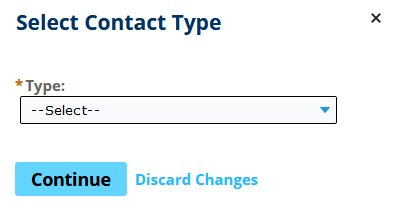 Select Contact Type
×
*Type:
--Select--
Continue Discard Changes